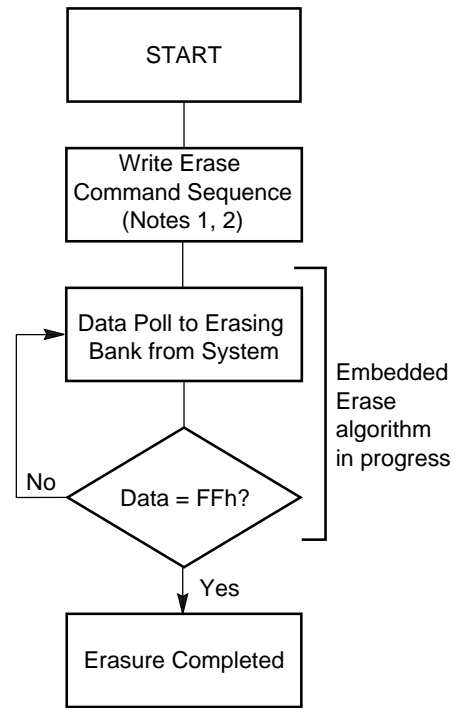 START
Write Erase
Command Sequence
(Notes 1, 2)
Data Poll to Erasing
Bank from System
Embedded
Erase
algorithm
in progress
No
Data = FFh?
Yes
Erasure Completed